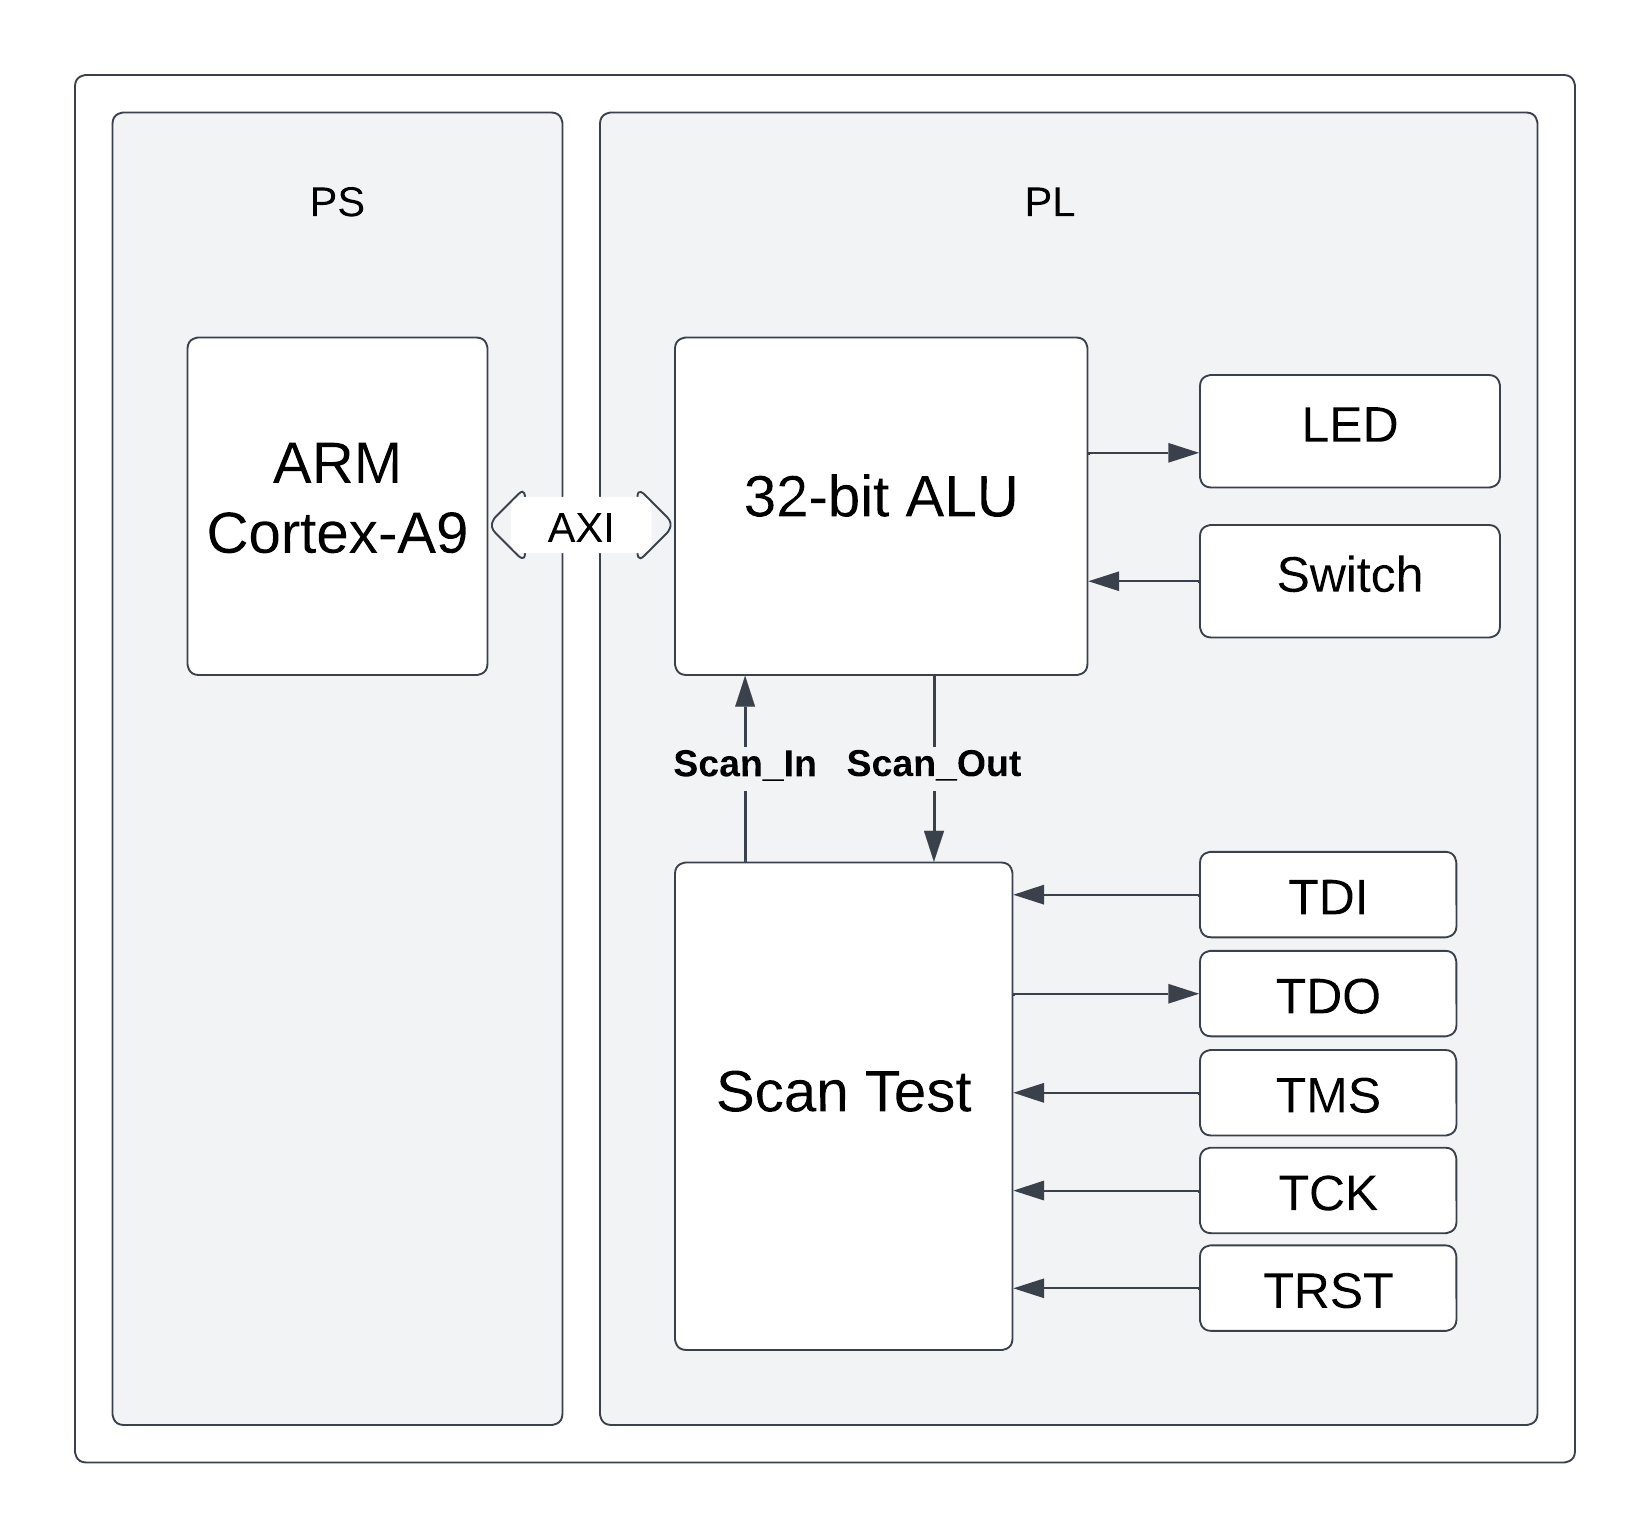 PS
PL
ARM
Cortex-A9
AXI
32-bit ALU
LED
Switch
Scan_In
Scan_Out
Scan Test
TDI
TDO
TMS
TCK
TRST